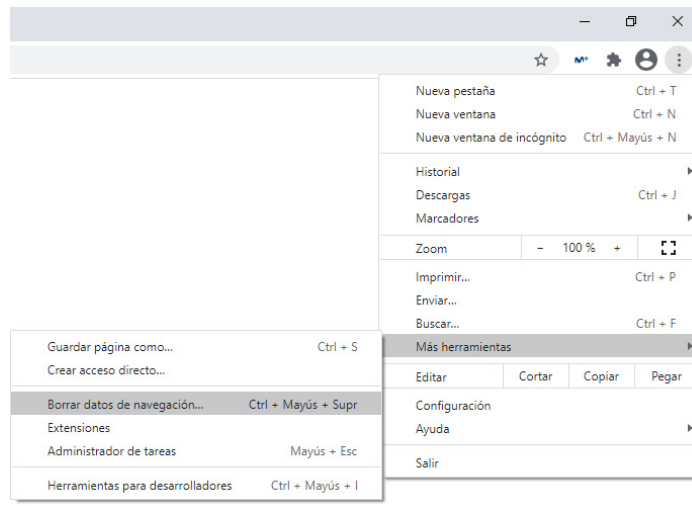 M+
Nueva pestaña Ctrl + T
Nueva ventana Ctrl + N
Nueva ventana de incógnito Ctrl + Mayús + N
Historial
Descargas Ctrl + J
Marcadores
Zoom - 100 % +
Imprimir... Ctrl + P
Enviar...
Buscar... Ctrl + F
Más herramientas
Editar Cortar Copiar Pegar
Configuración
Ayuda
Salir
Guardar página como... Ctrl + S
Crear acceso directo...
Borrar datos de navegación... Ctrl + Mayús + Supr
Extensiones
Administrador de tareas Mayús + Esc
Herramientas para desarrolladores Ctrl + Mayús + I